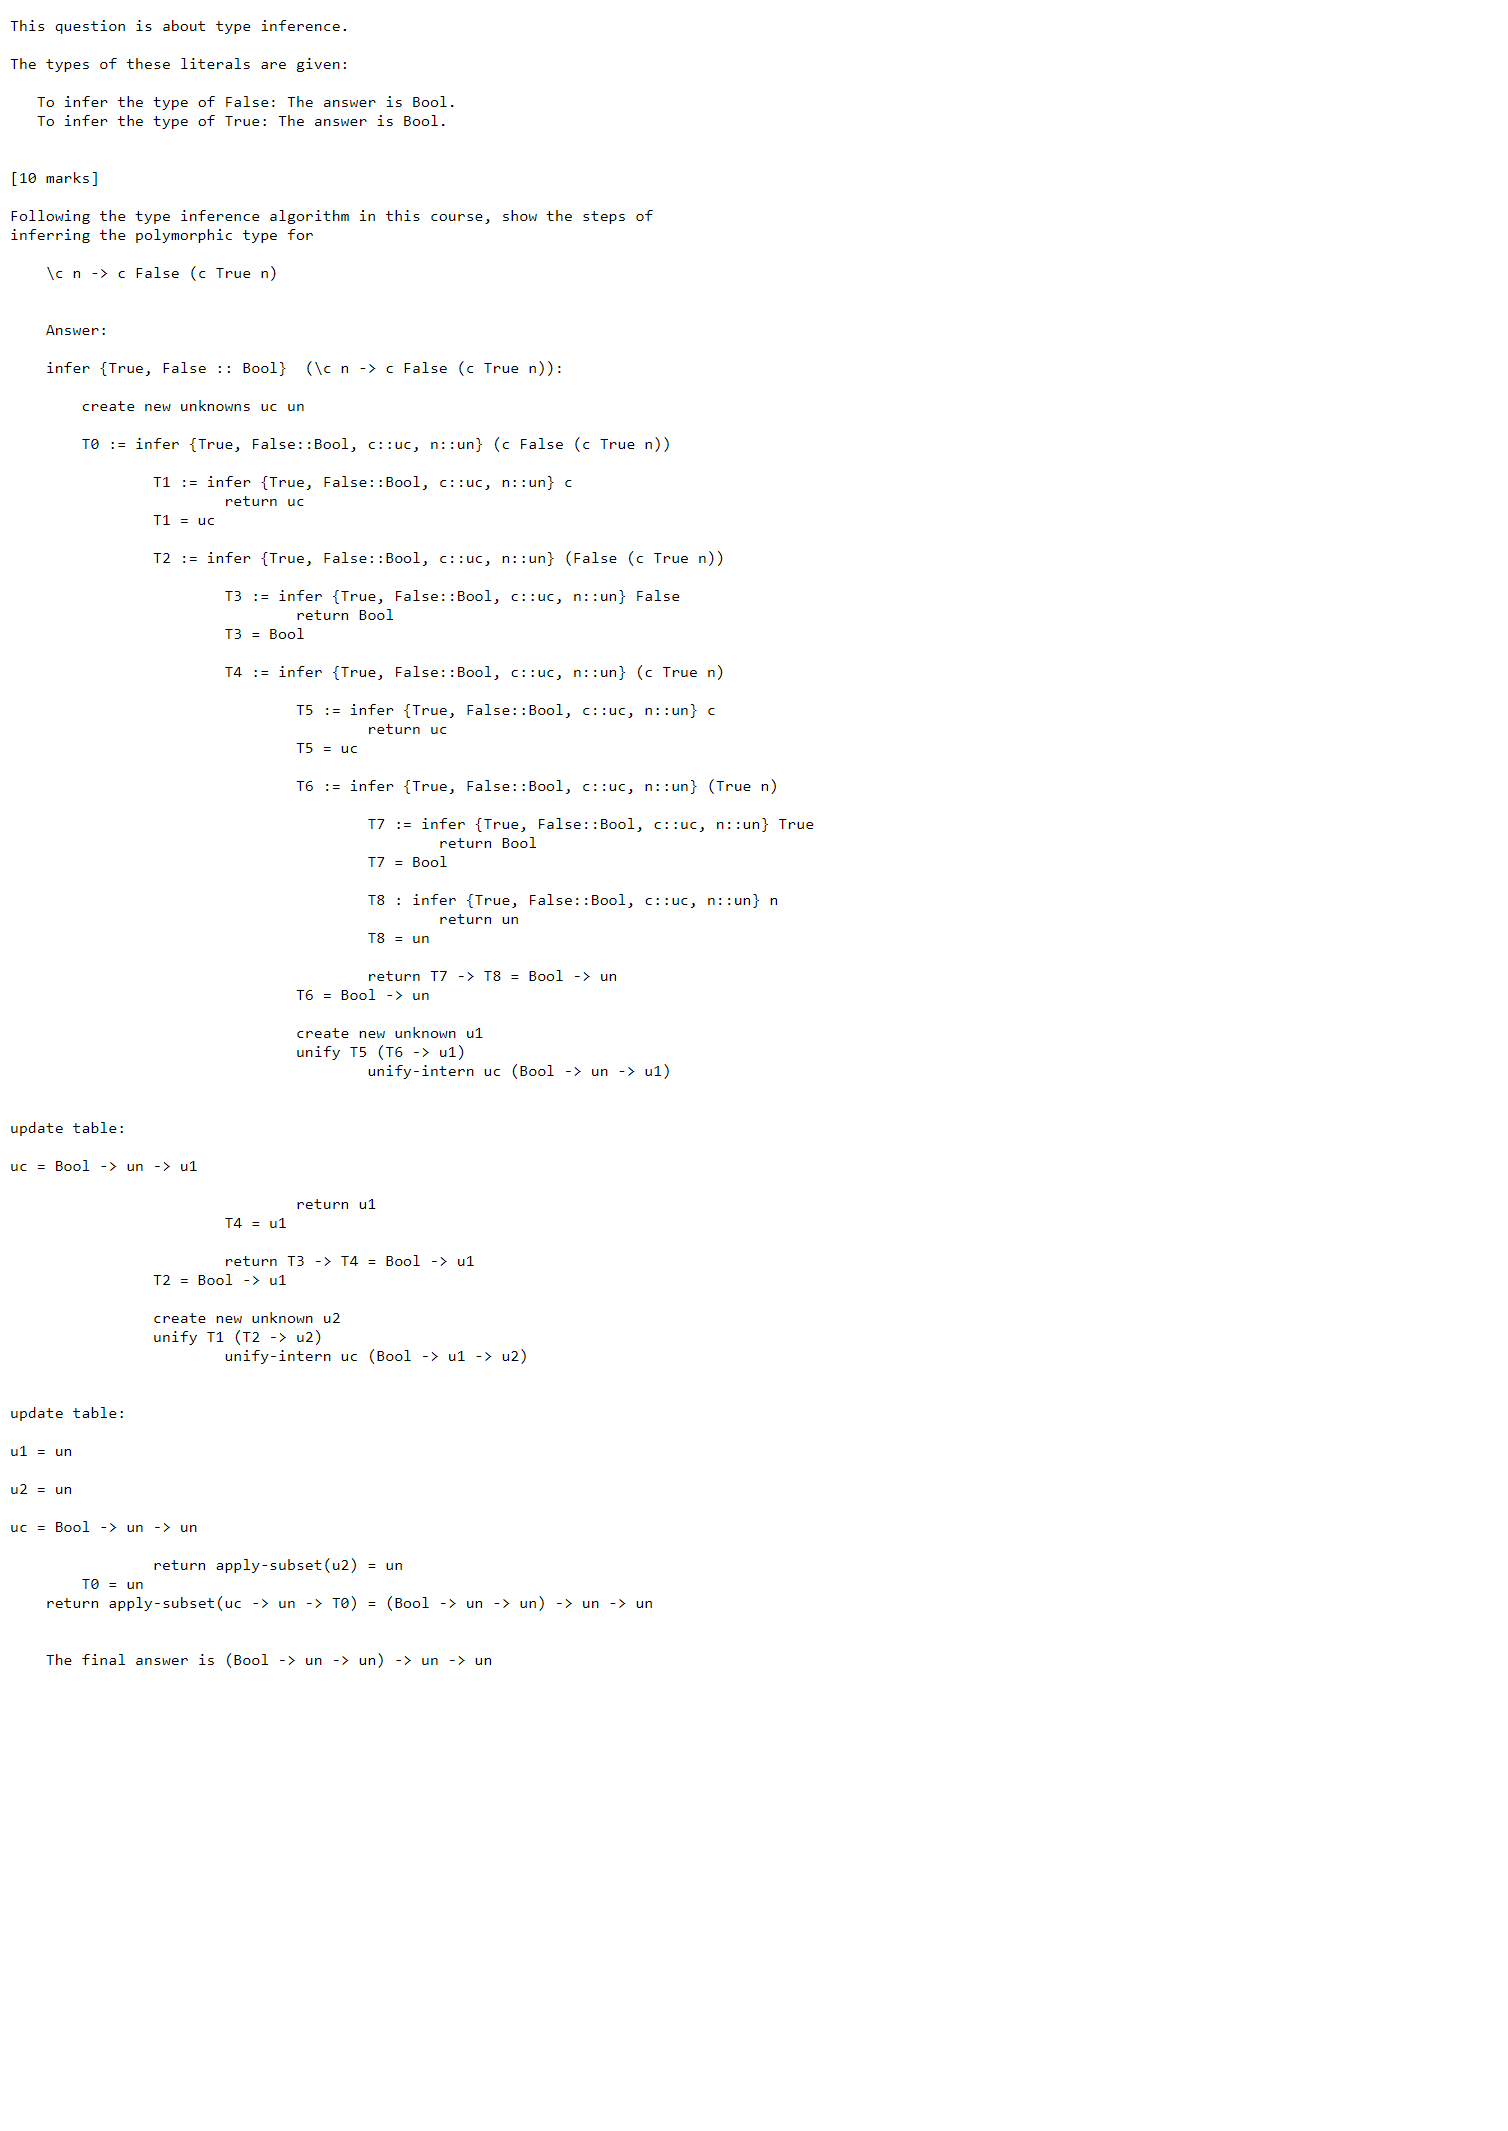 This question is about type inference.
The types of these literals are given:
To infer the type of False: The answer is Bool.
To infer the type of True: The answer is Bool.
[10 marks]
Following the type inference algorithm in this course, show the steps of
inferring the polymorphic type for
\c n -> c False (c True n)
Answer:
infer {True, False :: Bool}  (\c n -> c False (c True n)):
create new unknowns uc un
T0 := infer {True, False::Bool, c::uc, n::un} (c False (c True n))
T1 := infer {True, False::Bool, c::uc, n::un} c
return uc
T1 = uc
T2 := infer {True, False::Bool, c::uc, n::un} (False (c True n))
T3 := infer {True, False::Bool, c::uc, n::un} False
return Bool
T3 = Bool
T4 := infer {True, False::Bool, c::uc, n::un} (c True n)
T5 := infer {True, False::Bool, c::uc, n::un} c
return uc
T5 = uc
T6 := infer {True, False::Bool, c::uc, n::un} (True n)
T7 := infer {True, False::Bool, c::uc, n::un} True
return Bool
T7 = Bool
T8 : infer {True, False::Bool, c::uc, n::un} n
return un
T8 = un
return T7 -> T8 = Bool -> un
T6 = Bool -> un
create new unknown u1
unify T5 (T6 -> u1)
unify-intern uc (Bool -> un -> u1)
update table:
uc = Bool -> un -> u1
return u1
T4 = u1
return T3 -> T4 = Bool -> u1
T2 = Bool -> u1
create new unknown u2
unify T1 (T2 -> u2)
unify-intern uc (Bool -> u1 -> u2)
update table:
u1 = un
u2 = un
uc = Bool -> un -> un
return apply-subset(u2) = un
T0 = un
return apply-subset(uc -> un -> T0) = (Bool -> un -> un) -> un -> un
The final answer is (Bool -> un -> un) -> un -> un